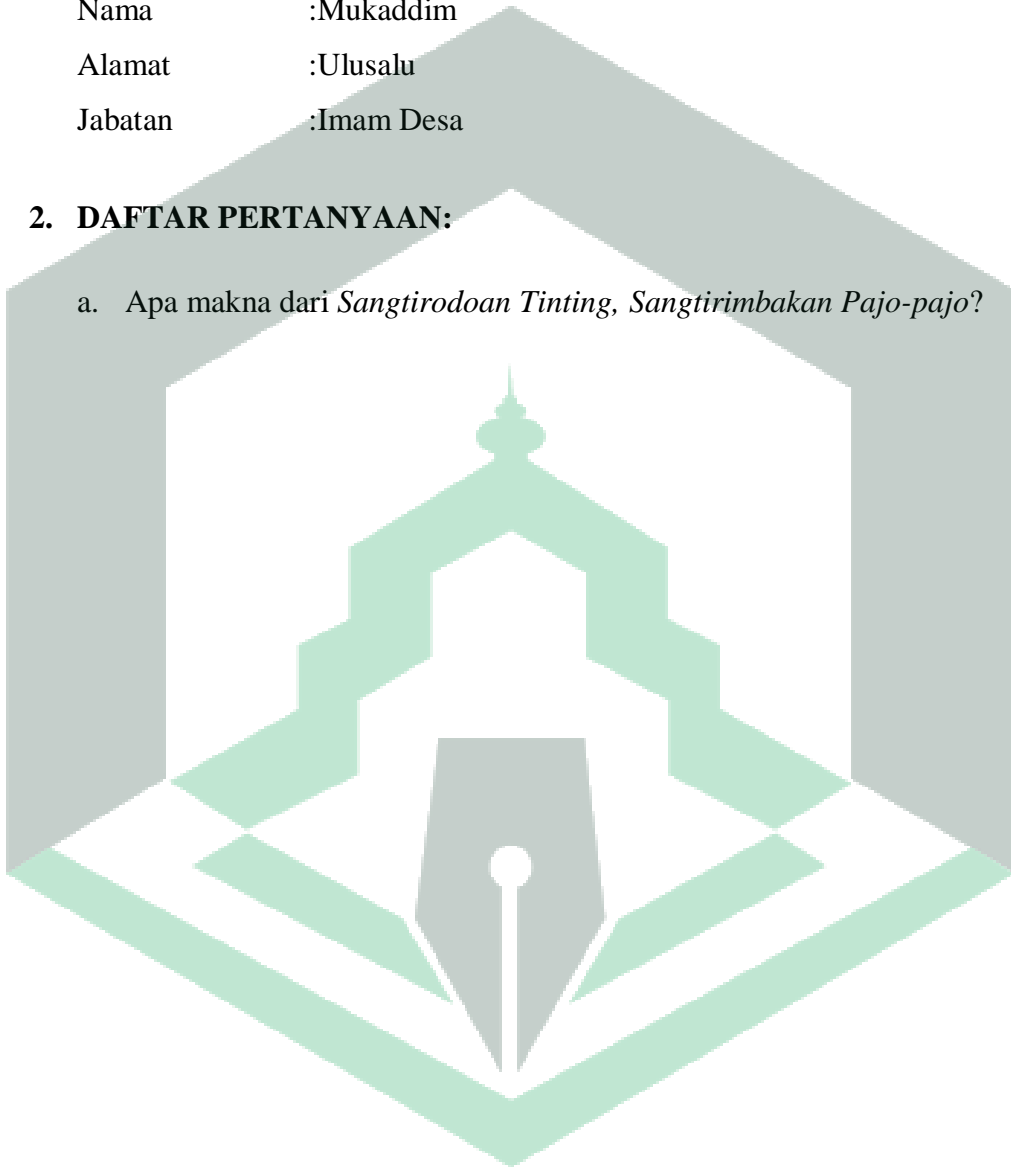 Nama :Mukaddim
Alamat :Ulusalu
Jabatan :Imam Desa
2. DAFTAR PERTANYAAN:
a. Apa makna dari Sangtirodoan Tinting, Sangtirimbakan Pajo-pajo?